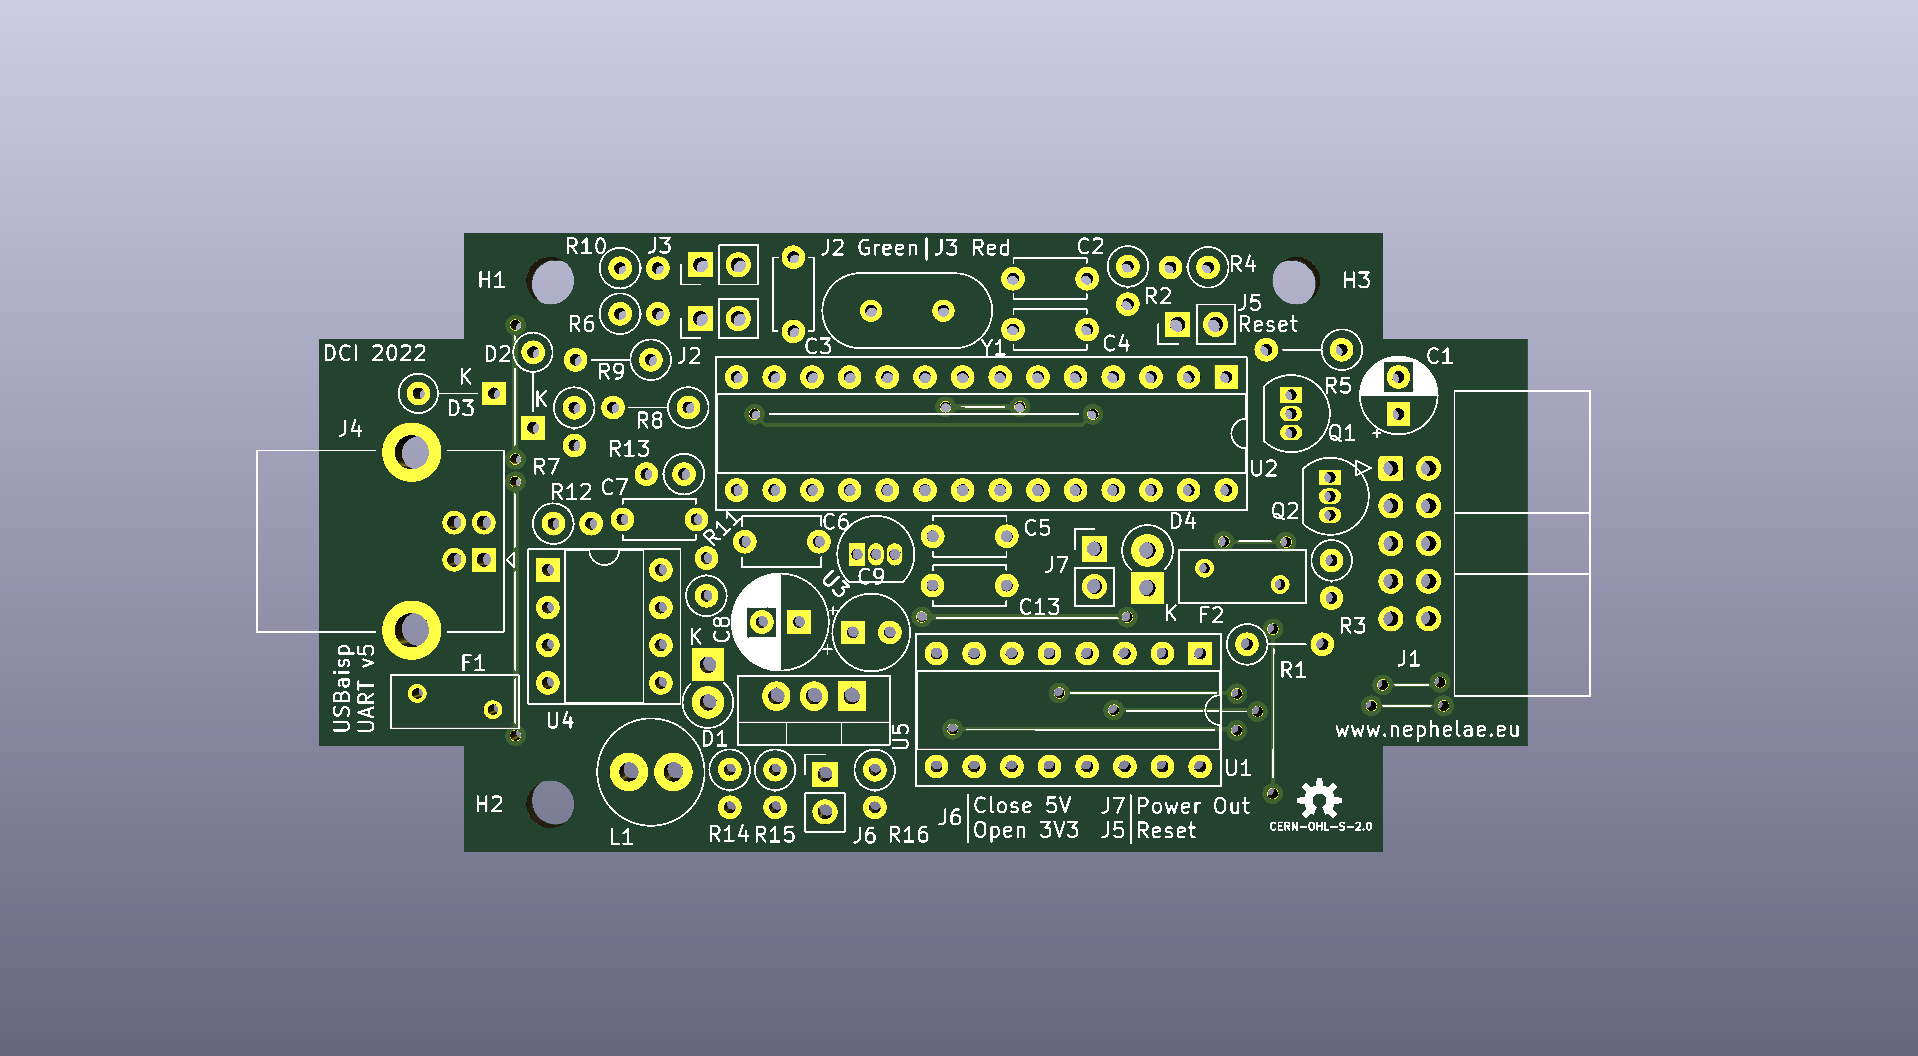 R10
J3
J2 Green|J3 Red
C2
R4
H1
H3
R2
J5
Reset
R6
C3
Y1
C4
DCI 2022
D2
J2
C1
K
R9
R5
D3
K
R8
J4
Q1
R13
+
R7
U2
R12
C7
R11
C6
C5
D4
Q2
J7
U3
C9
C13
F2
K
+
C8
K
R3
+
F1
R1
J1
USBaisp
UART v5
U4
D1
U5
www.nephelae.eu
U1
H2
J6
Close 5V
Open 3V3
J7
J5
Power Out
Reset
L1
R14
R15
J6
R16
CERN-OHL-S-2.0